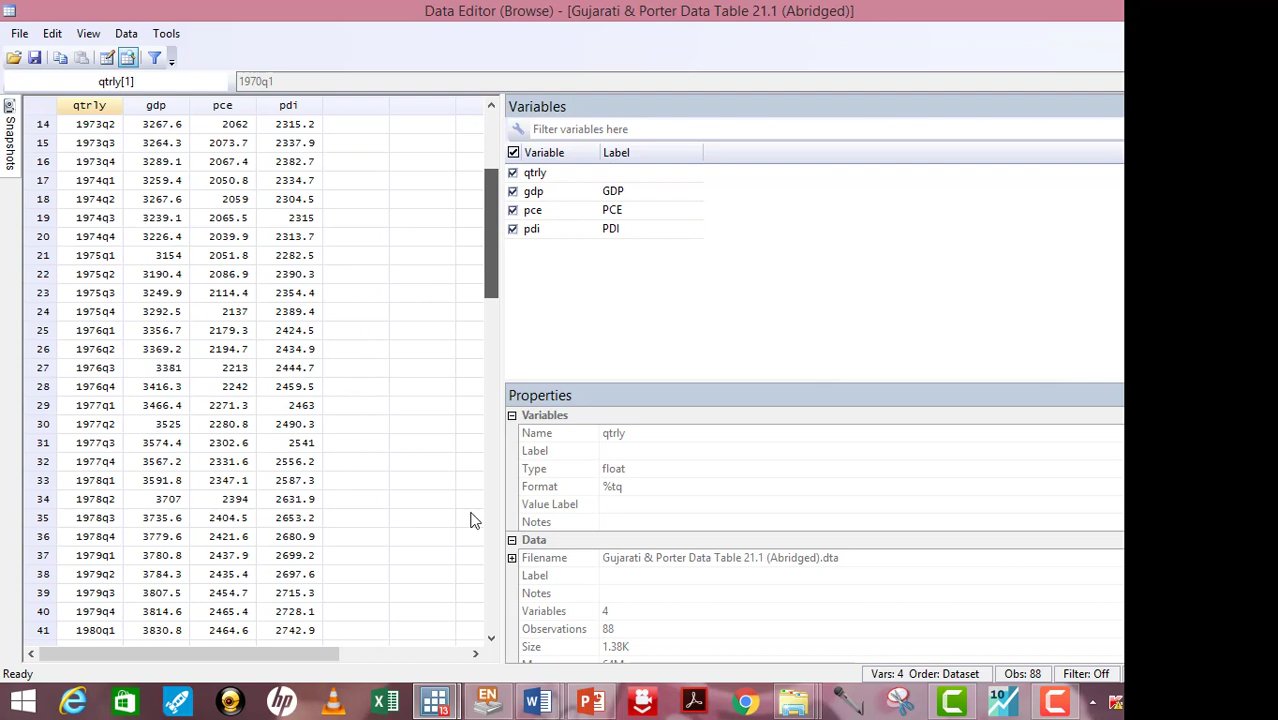 Data Editor (Browse) - [Gujarati & Porter Data Table 21.1 (Abridged)]
File Edit View Data Tools
qtrly[1] 1970q1
Snapshots
qtrly gdp pce pdi
14 1973q2 3267.6 2062 2315.2
15 1973q3 3264.3 2073.7 2337.9
16 1973q4 3289.1 2067.4 2382.7
17 1974q1 3259.4 2050.8 2334.7
18 1974q2 3267.6 2059 2304.5
19 1974q3 3239.1 2065.5 2315
20 1974q4 3226.4 2039.9 2313.7
21 1975q1 3154 2051.8 2282.5
22 1975q2 3190.4 2086.9 2390.3
23 1975q3 3249.9 2114.4 2354.4
24 1975q4 3292.5 2137 2389.4
25 1976q1 3356.7 2179.3 2424.5
26 1976q2 3369.2 2194.7 2434.9
27 1976q3 3381 2213 2444.7
28 1976q4 3416.3 2242 2459.5
29 1977q1 3466.4 2271.3 2463
30 1977q2 3525 2280.8 2490.3
31 1977q3 3574.4 2302.6 2541
32 1977q4 3567.2 2331.6 2556.2
33 1978q1 3591.8 2347.1 2587.3
34 1978q2 3707 2394 2631.9
35 1978q3 3735.6 2404.5 2653.2
36 1978q4 3779.6 2421.6 2680.9
37 1979q1 3780.8 2437.9 2699.2
38 1979q2 3784.3 2435.4 2697.6
39 1979q3 3807.5 2454.7 2715.3
40 1979q4 3814.6 2465.4 2728.1
41 1980q1 3830.8 2464.6 2742.9
Variables
Filter variables here
Variable Label
qtrly
gdp GDP
pce PCE
pdi PDI
Properties
Variables
Name qtrly
Label
Type float
Format %tq
Value Label
Notes
Data
Filename Gujarati & Porter Data Table 21.1 (Abridged).dta
Label
Notes
Variables 4
Observations 88
Size 1.38K
Ready Vars: 4 Order: Dataset Obs: 88 Filter: Off